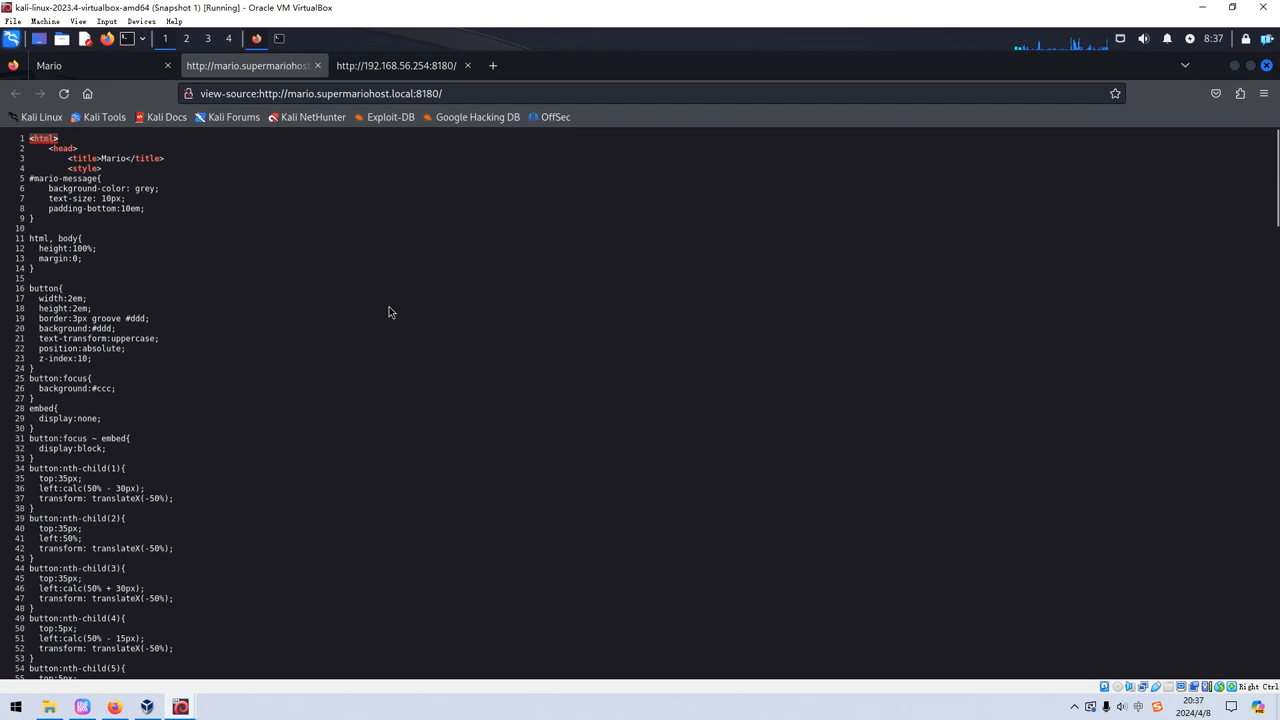 kali-linux-2023.4-virtualbox-amd64 (Snapshot 1) [Running] - Oracle VM VirtualBox
File Machine View Input Devices Help
1 2 3 4 8:37
Mario http://mario.supermariohost http://192.168.56.254:8180/
view-source:http://mario.supermariohost.local:8180/
Kali Linux Kali Tools Kali Docs Kali Forums Kali NetHunter Exploit-DB Google Hacking DB OffSec
1 <html>
2 <head>
3 <title>Mario</title>
4 <style>
5 #mario-message{
6 background-color: grey;
7 text-size: 10px;
8 padding-bottom:10em;
9 }
10
11 html, body{
12 height:100%;
13 margin:0;
14 }
15
16 button{
17 width:2em;
18 height:2em;
19 border:3px groove #ddd;
20 background:#ddd;
21 text-transform:uppercase;
22 position:absolute;
23 z-index:10;
24 }
25 button:focus{
26 background:#ccc;
27 }
28 embed{
29 display:none;
30 }
31 button:focus ~ embed{
32 display:block;
33 }
34 button:nth-child(1){
35 top:35px;
36 left:calc(50% - 30px);
37 transform: translateX(-50%);
38 }
39 button:nth-child(2){
40 top:35px;
41 left:50%;
42 transform: translateX(-50%);
43 }
44 button:nth-child(3){
45 top:35px;
46 left:calc(50% + 30px);
47 transform: translateX(-50%);
48 }
49 button:nth-child(4){
50 top:5px;
51 left:calc(50% - 15px);
52 transform: translateX(-50%);
53 }
54 button:nth-child(5){
55 top:5px;
Right Ctrl
中
20:37
2024/4/8